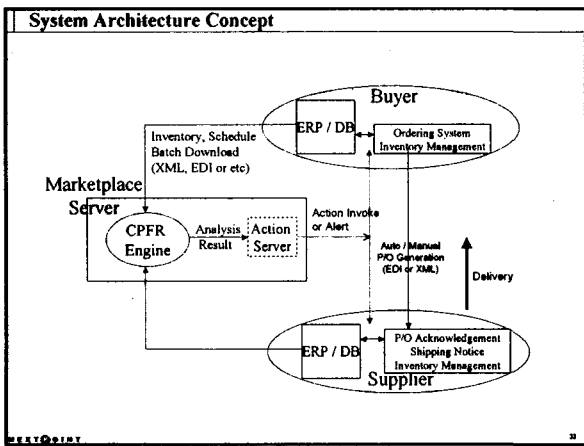 System Architecture Concept
Buyer
ERP / DB
Ordering System
Inventory Management
Inventory, Schedule
Batch Download
(XML, EDI or etc)
Marketplace
Server
CPFR
Engine
Analysis
Result
Action
Server
Action Invoke
or Alert
Auto / Manual
P/O Generation
(EDI or XML)
Delivery
ERP / DB
P/O Acknowledgement
Shipping Notice
Inventory Management
Supplier
NEXTPOINT